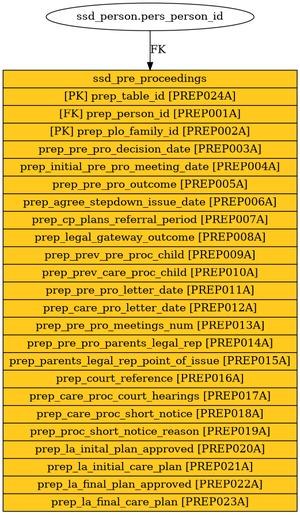 ssd_person.pers_person_id
FK
ssd_pre_proceedings
[PK] prep_table_id [PREP024A]
[FK] prep_person_id [PREP001A]
[PK] prep_plo_family_id [PREP002A]
prep_pre_pro_decision_date [PREP003A]
prep_initial_pre_pro_meeting_date [PREP004A]
prep_pre_pro_outcome [PREP005A]
prep_agree_stepdown_issue_date [PREP006A]
prep_cp_plans_referral_period [PREP007A]
prep_legal_gateway_outcome [PREP008A]
prep_prev_pre_proc_child [PREP009A]
prep_prev_care_proc_child [PREP010A]
prep_pre_pro_letter_date [PREP011A]
prep_care_pro_letter_date [PREP012A]
prep_pre_pro_meetings_num [PREP013A]
prep_pre_pro_parents_legal_rep [PREP014A]
prep_parents_legal_rep_point_of_issue [PREP015A]
prep_court_reference [PREP016A]
prep_care_proc_court_hearings [PREP017A]
prep_care_proc_short_notice [PREP018A]
prep_proc_short_notice_reason [PREP019A]
prep_la_inital_plan_approved [PREP020A]
prep_la_initial_care_plan [PREP021A]
prep_la_final_plan_approved [PREP022A]
prep_la_final_care_plan [PREP023A]